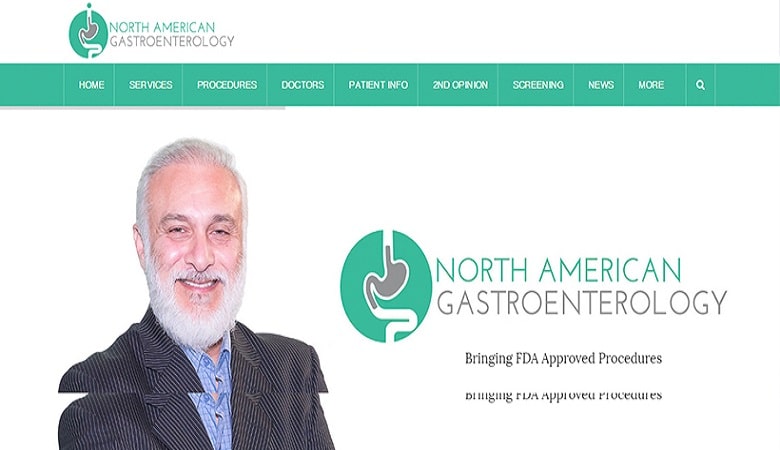 NORTH AMERICAN
GASTROENTEROLOGY
HOME SERVICES PROCEDURES DOCTORS PATIENT INFO 2ND OPINION SCREENING NEWS MORE
NORTH AMERICAN
GASTROENTEROLOGY
Bringing FDA Approved Procedures
Bringing FDA Approved Procedures